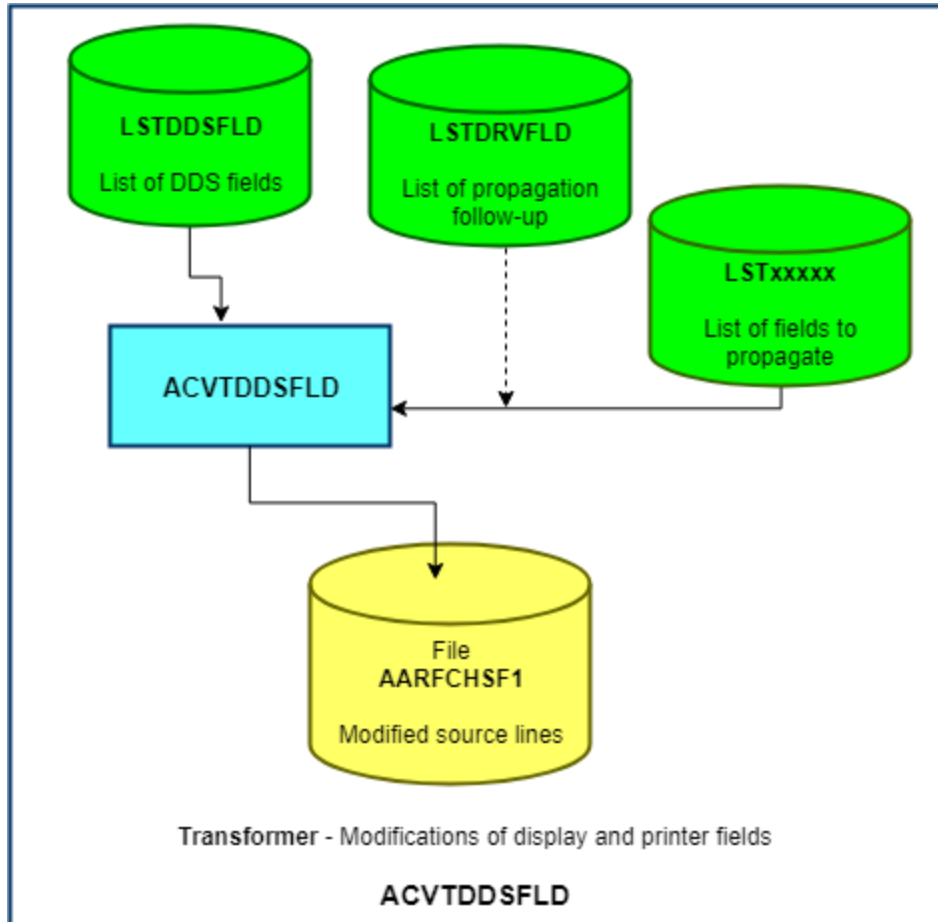 LSTDDSFLD
List of DDS fields
LSTDRVFLD
List of propagation
follow-up
LSTxxxxx
List of fields to
propagate
ACVTDDSFLD
File
AARFCHSF1
Modified source lines
Transformer - Modifications of display and printer fields
ACVTDDSFLD